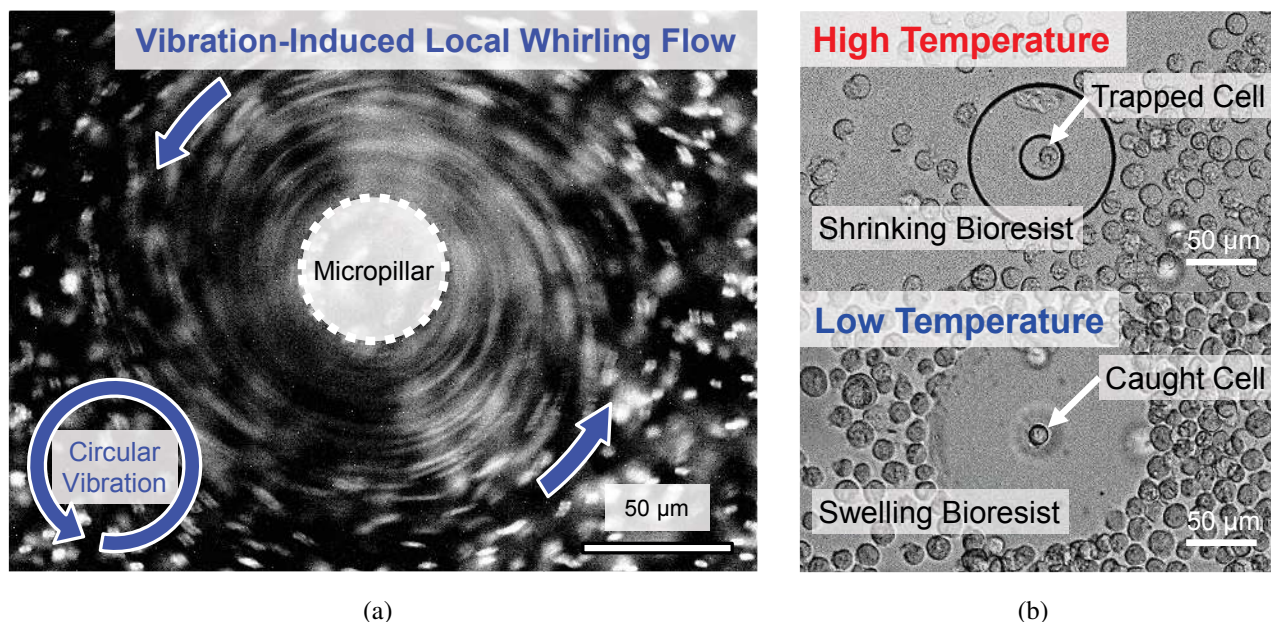 Vibration-Induced Local Whirling Flow
Micropillar
Circular
Vibration
50 μm
(a)
High Temperature
Trapped Cell
Shrinking Bioresist
50 μm
Low Temperature
Caught Cell
Swelling Bioresist
50 μm
(b)